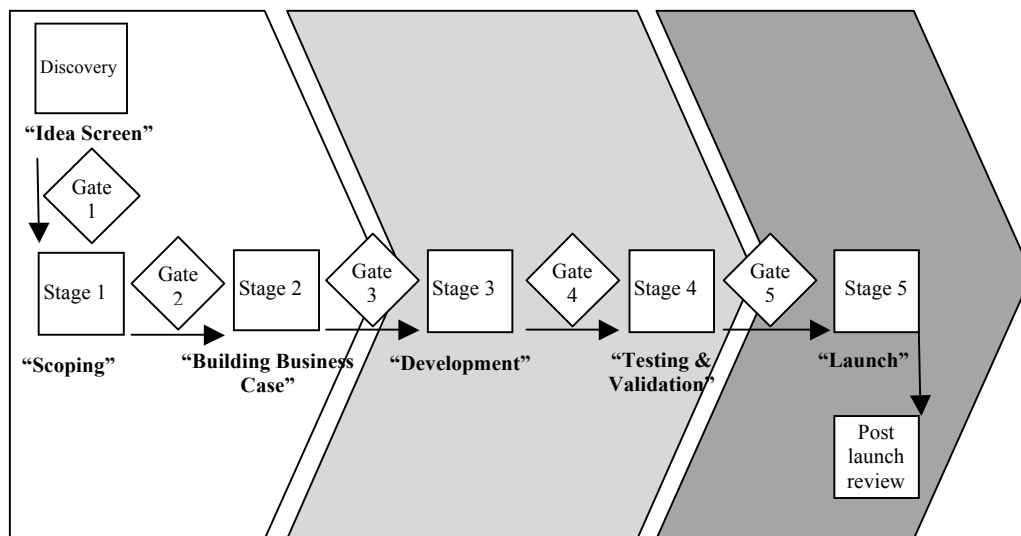 Discovery
“Idea Screen”
Gate
1
Stage 1
Gate
2
Stage 2
Gate
3
Stage 3
Gate
4
Stage 4
Gate
5
Stage 5
“Scoping”
“Building Business
Case”
“Development”
“Testing &
Validation”
“Launch”
Post
launch
review